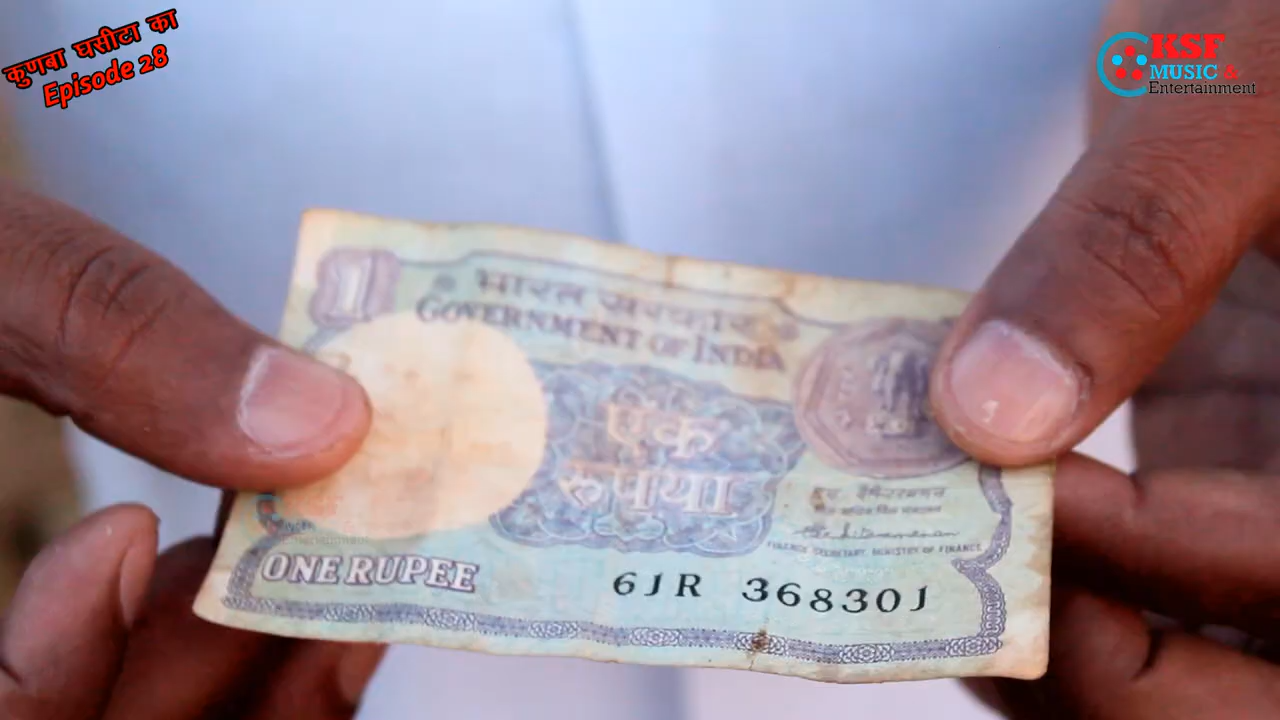 कुणबा घसीटा का
Episode 28
KSF
MUSIC &
Entertainment
1
भारत सरकार
GOVERNMENT OF INDIA
एक
रुपया
FINANCE SECRETARY, MINISTRY OF FINANCE
ONE RUPEE
6JR 368301